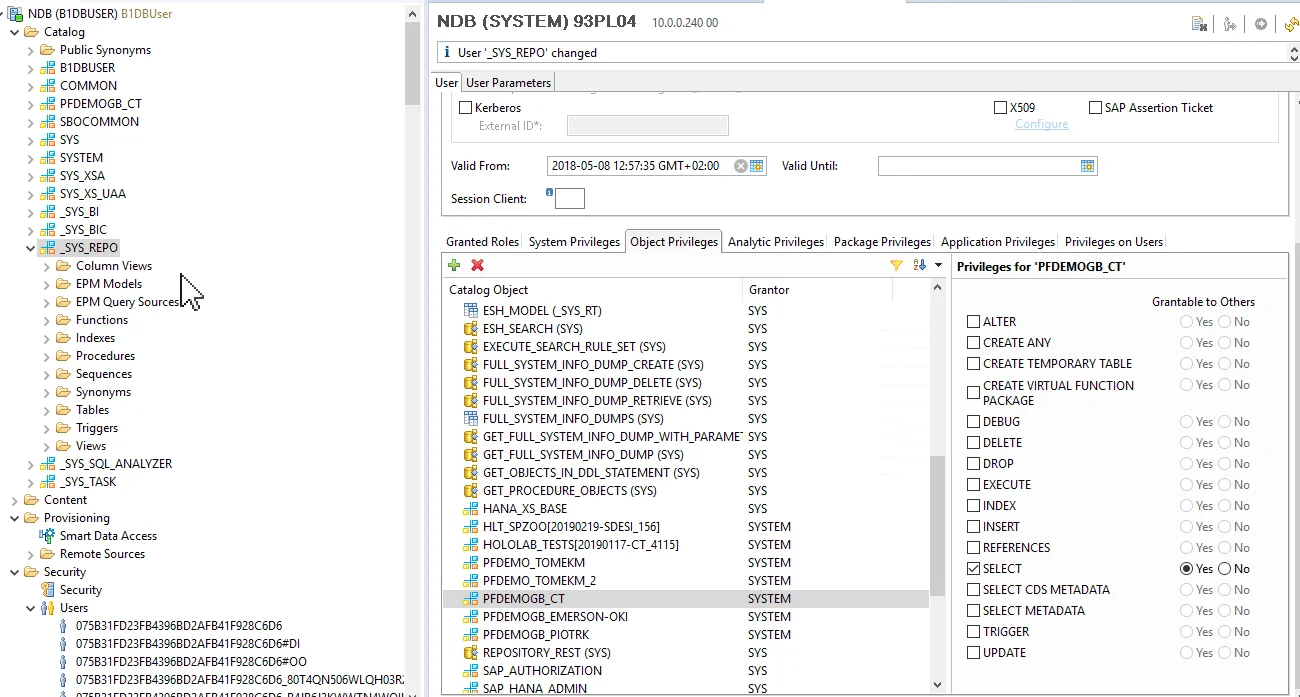 NDB (B1DBUSER) B1DBUser
Catalog
Public Synonyms
B1DBUSER
COMMON
PFDEMOGB_CT
SBOCOMMON
SYS
SYSTEM
SYS_XSA
SYS_XS_UAA
_SYS_BI
_SYS_BIC
_SYS_REPO
Column Views
EPM Models
EPM Query Sources
Functions
Indexes
Procedures
Sequences
Synonyms
Tables
Triggers
Views
_SYS_SQL_ANALYZER
_SYS_TASK
Content
Provisioning
Smart Data Access
Remote Sources
Security
Security
Users
075B31FD23FB4396BD2AFB41F928C6D6
075B31FD23FB4396BD2AFB41F928C6D6#DI
075B31FD23FB4396BD2AFB41F928C6D6#OO
075B31FD23FB4396BD2AFB41F928C6D6_80T4QN506WLQH03R
NDB (SYSTEM) 93PL04 10.0.0.240 00
User '_SYS_REPO' changed
User User Parameters
Kerberos X509 SAP Assertion Ticket
External ID*: Configure
Valid From: 2018-05-08 12:57:35 GMT+02:00 Valid Until:
Session Client:
Granted Roles System Privileges Object Privileges Analytic Privileges Package Privileges Application Privileges Privileges on Users
Catalog Object Grantor
ESH_MODEL (_SYS_RT) SYS
ESH_SEARCH (SYS) SYS
EXECUTE_SEARCH_RULE_SET (SYS) SYS
FULL_SYSTEM_INFO_DUMP_CREATE (SYS) SYS
FULL_SYSTEM_INFO_DUMP_DELETE (SYS) SYS
FULL_SYSTEM_INFO_DUMP_RETRIEVE (SYS) SYS
FULL_SYSTEM_INFO_DUMPS (SYS) SYS
GET_FULL_SYSTEM_INFO_DUMP_WITH_PARAMET SYS
GET_FULL_SYSTEM_INFO_DUMP (SYS) SYS
GET_OBJECTS_IN_DDL_STATEMENT (SYS) SYS
GET_PROCEDURE_OBJECTS (SYS) SYS
HANA_XS_BASE SYS
HLT_SPZOO[20190219-SDESI_156] SYSTEM
HOLOLAB_TESTS[20190117-CT_4115] SYSTEM
PFDEMO_TOMEKM SYSTEM
PFDEMO_TOMEKM_2 SYSTEM
PFDEMOGB_CT SYSTEM
PFDEMOGB_EMERSON-OKI SYSTEM
PFDEMOGB_PIOTRK SYSTEM
REPOSITORY_REST (SYS) SYS
SAP_AUTHORIZATION SYS
SAP_HANA_ADMIN SYS
Privileges for 'PFDEMOGB_CT'
Grantable to Others
ALTER Yes No
CREATE ANY Yes No
CREATE TEMPORARY TABLE Yes No
CREATE VIRTUAL FUNCTION Yes No
PACKAGE
DEBUG Yes No
DELETE Yes No
DROP Yes No
EXECUTE Yes No
INDEX Yes No
INSERT Yes No
REFERENCES Yes No
SELECT Yes No
SELECT CDS METADATA Yes No
SELECT METADATA Yes No
TRIGGER Yes No
UPDATE Yes No